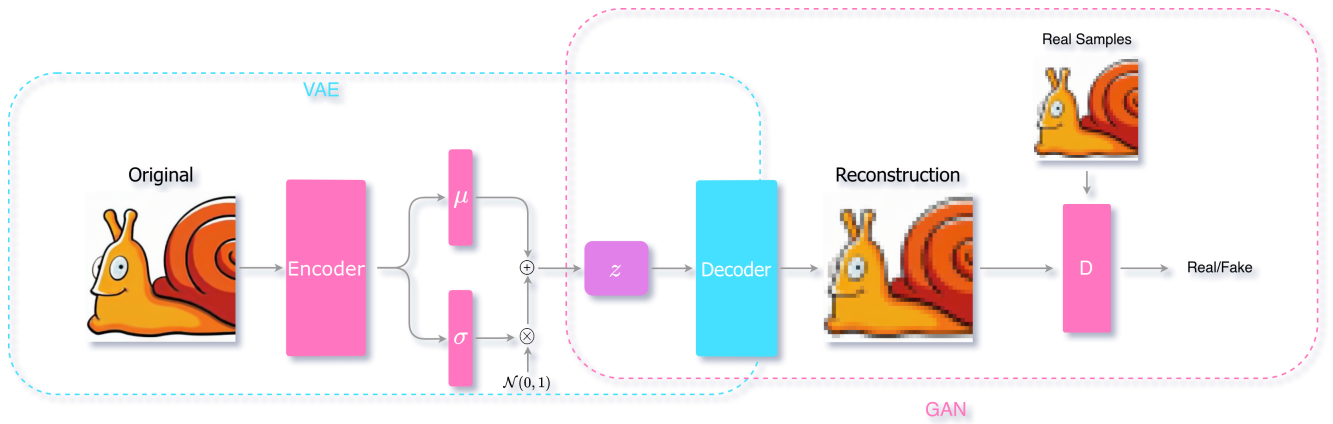 Real Samples
VAE
Original
Reconstruction
μ
Encoder
z
Decoder
D
Real/Fake
σ
𝒩(0, 1)
GAN